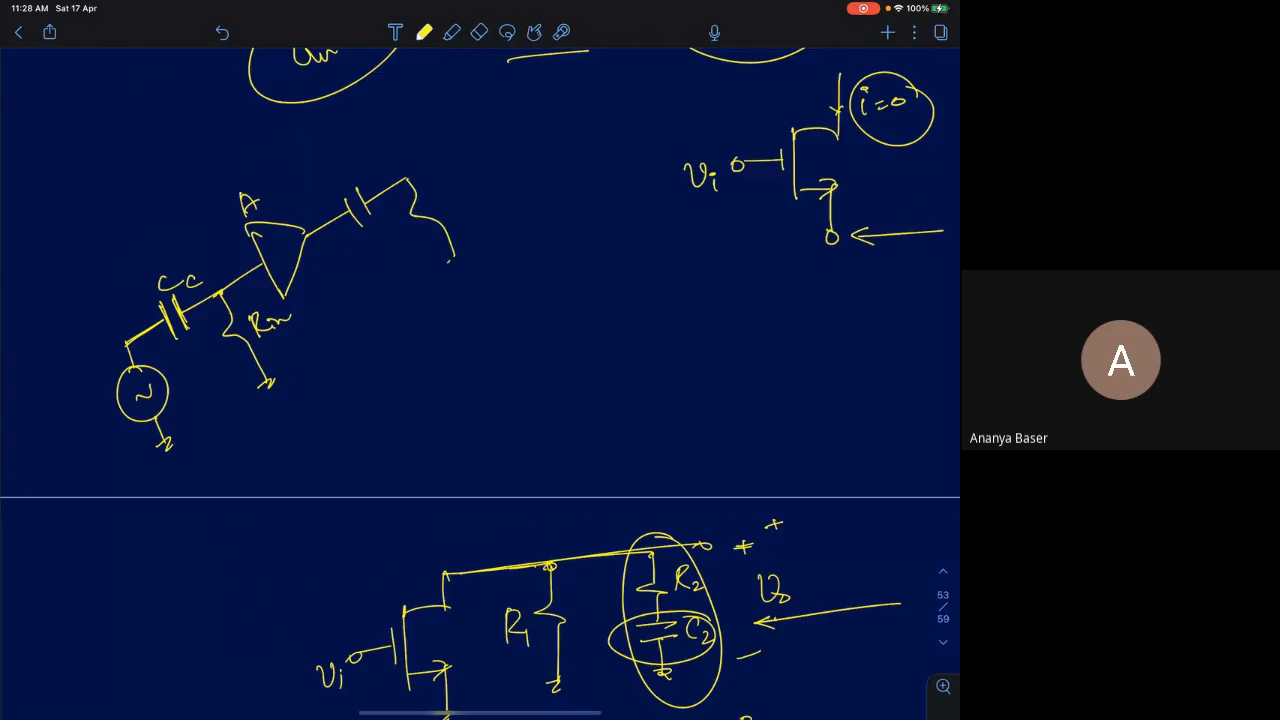 11:28 AM Sat 17 Apr
100%
i=0
Vi
A
CC
Rin
53
/
59
A
Ananya Baser
R2
C2
R1
Vo
Vi